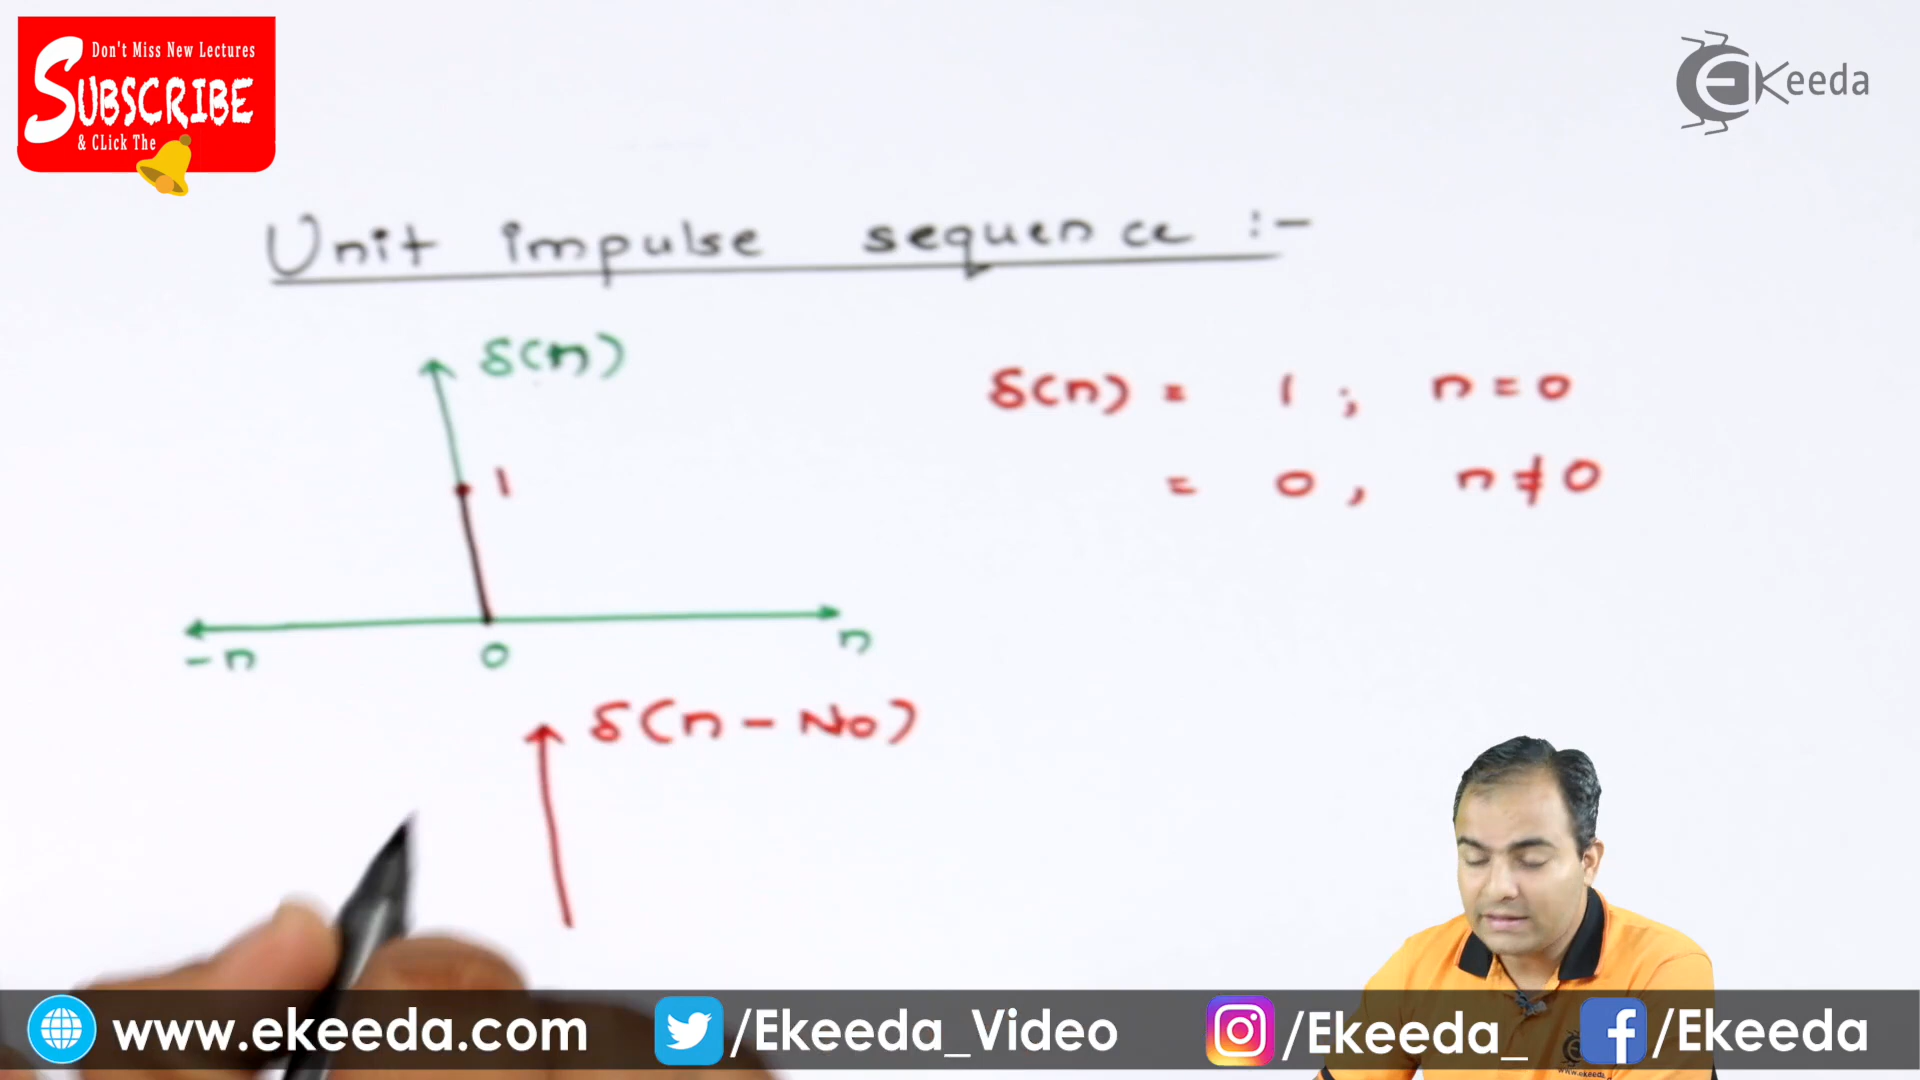 Don't Miss New Lectures
SUBSCRIBE
& CLick The
Ekeeda
Unit impulse sequence :-
δ(n)
δ(n) = 1 ; n = 0
1
= 0 , n ≠ 0
-n
0
n
δ(n - No)
www.ekeeda.com
/Ekeeda_Video
/Ekeeda_
/Ekeeda